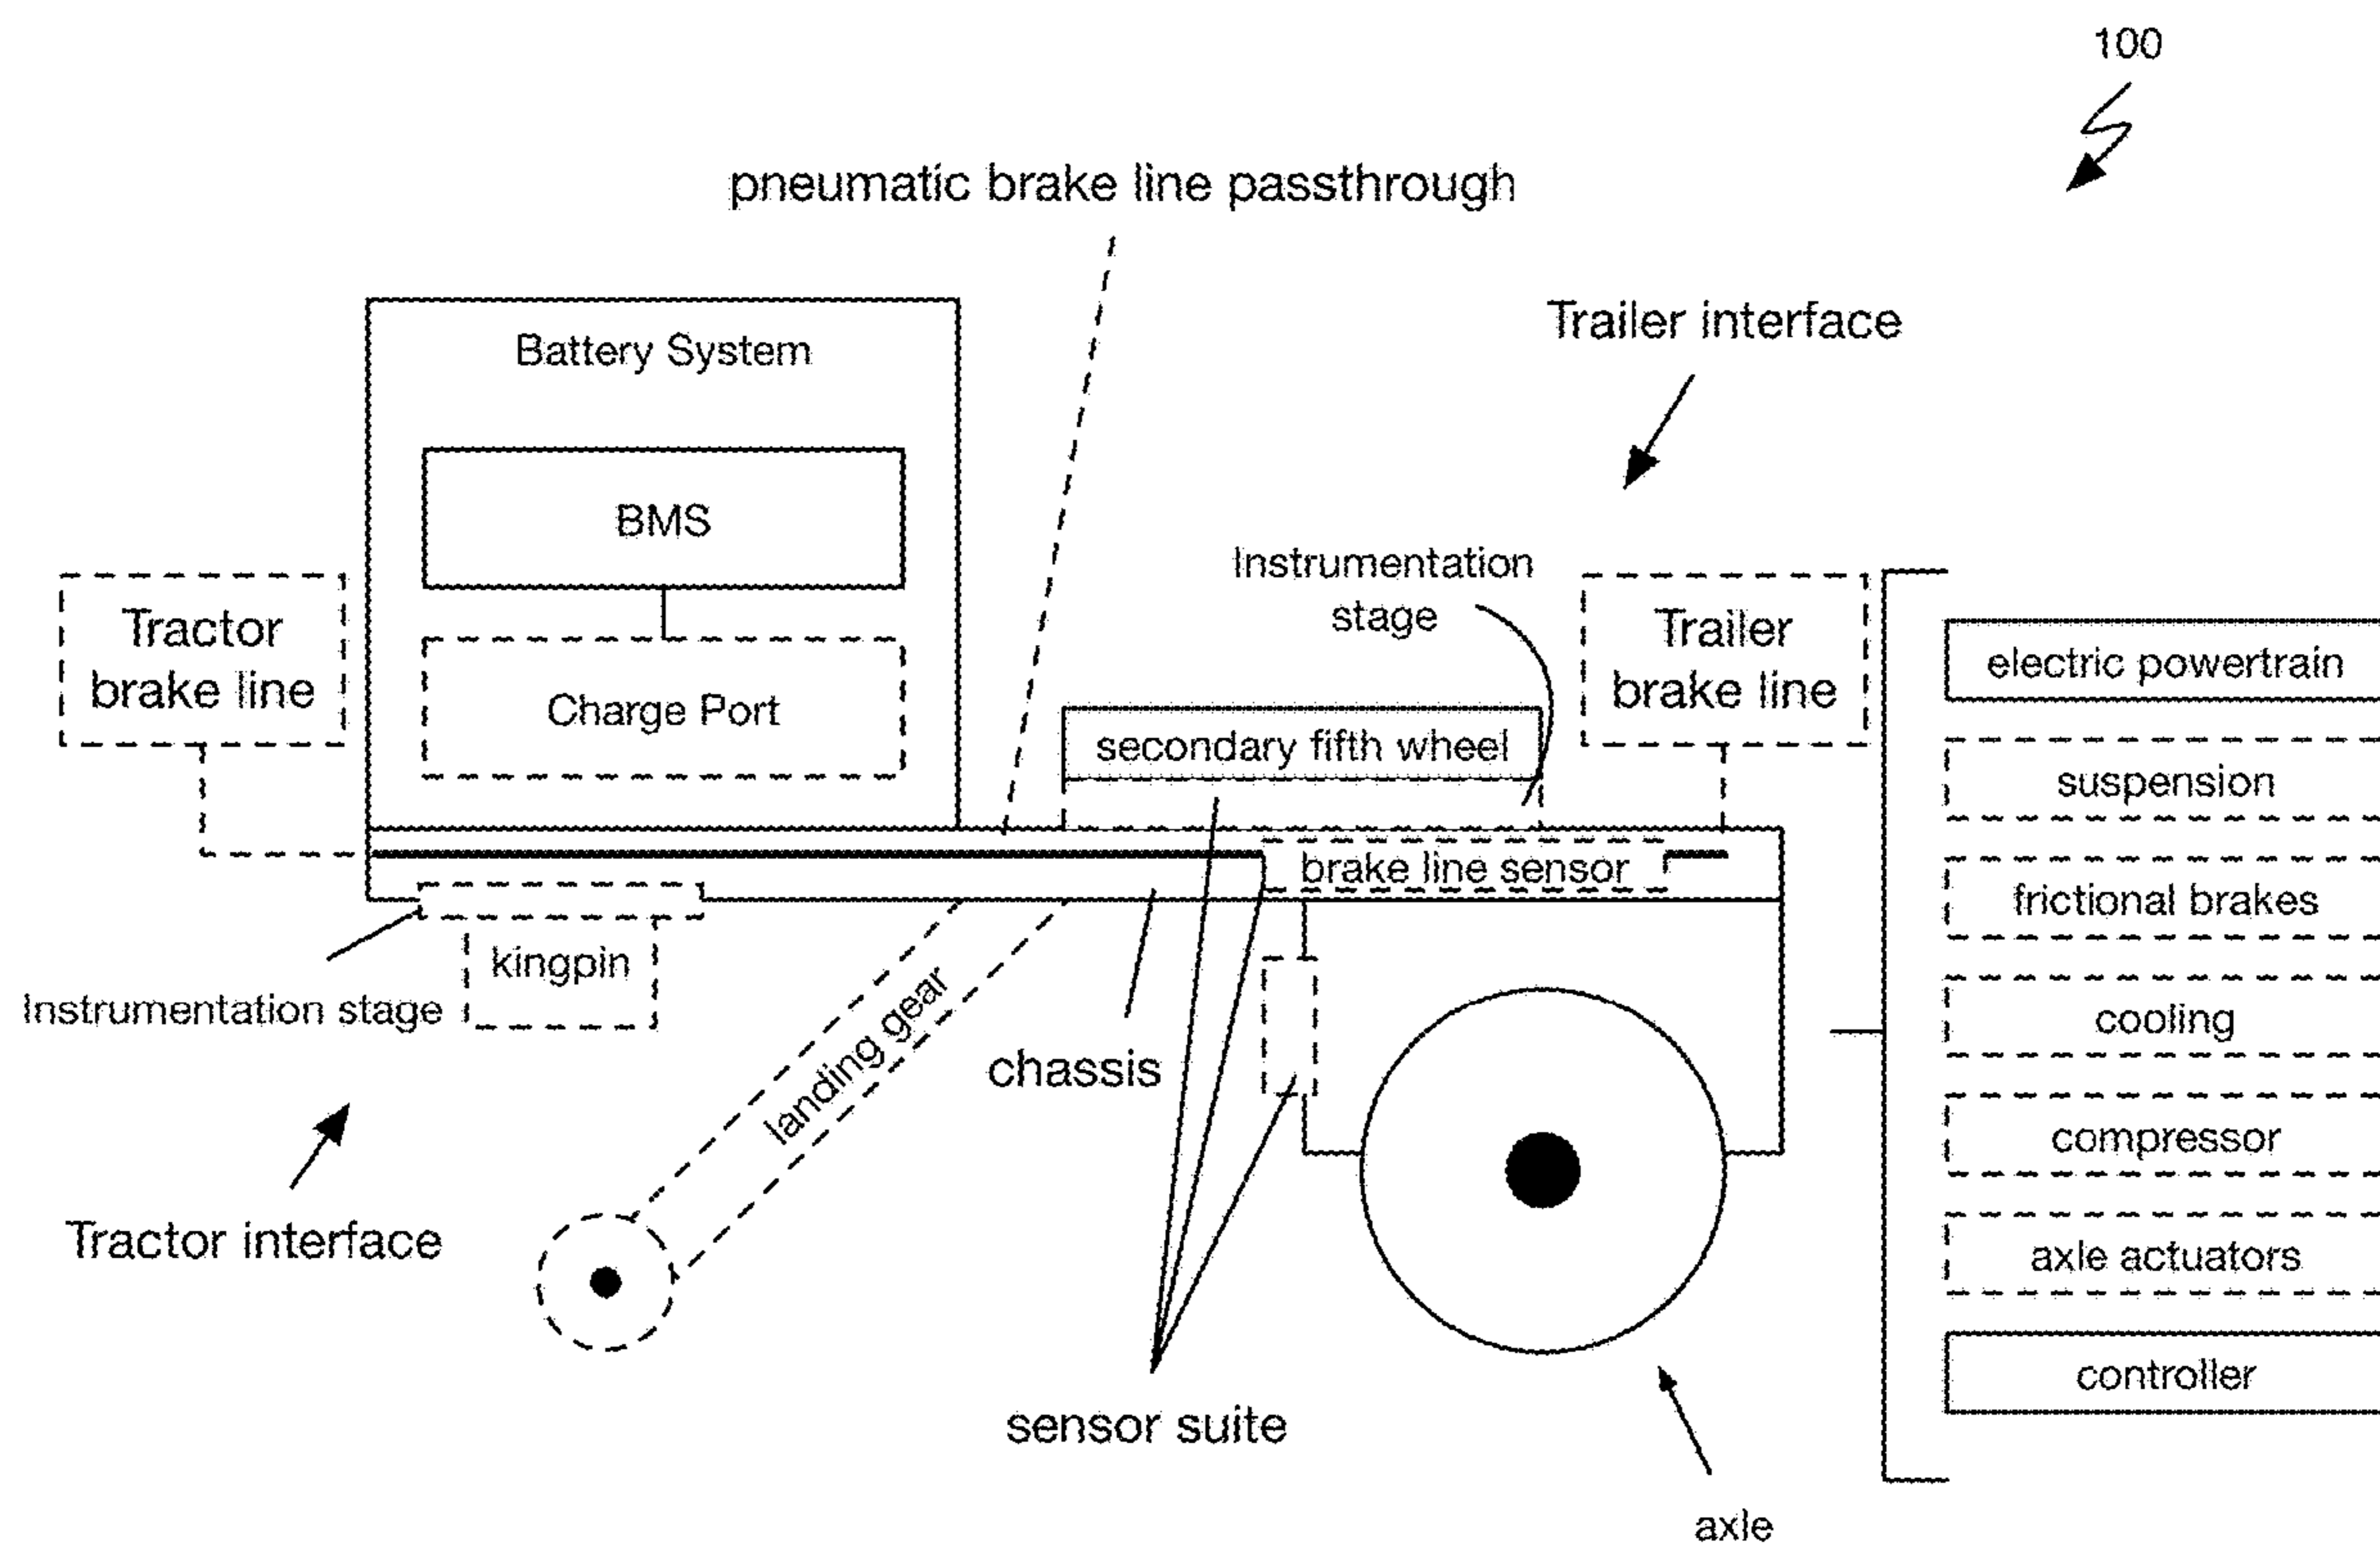 100
pneumatic brake line passthrough
Trailer interface
Battery System
BMS
Instrumentation
stage
Tractor
brake line
Trailer
brake line
electric powertrain
Charge Port
secondary fifth wheel
suspension
brake line sensor
frictional brakes
kingpin
Instrumentation stage
landing gear
chassis
cooling
compressor
Tractor interface
axle actuators
controller
sensor suite
axle